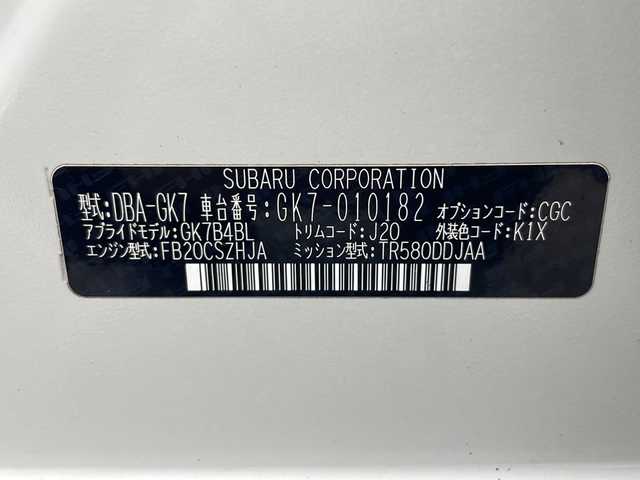 SUBARU CORPORATION
型式:DBA-GK7 車台番号:GK7-010182 オプションコード:CGC
アプライドモデル:GK7B4BL トリムコード:J20 外装色コード:K1X
エンジン型式:FB20CSZHJA ミッション型式:TR580DDJAA